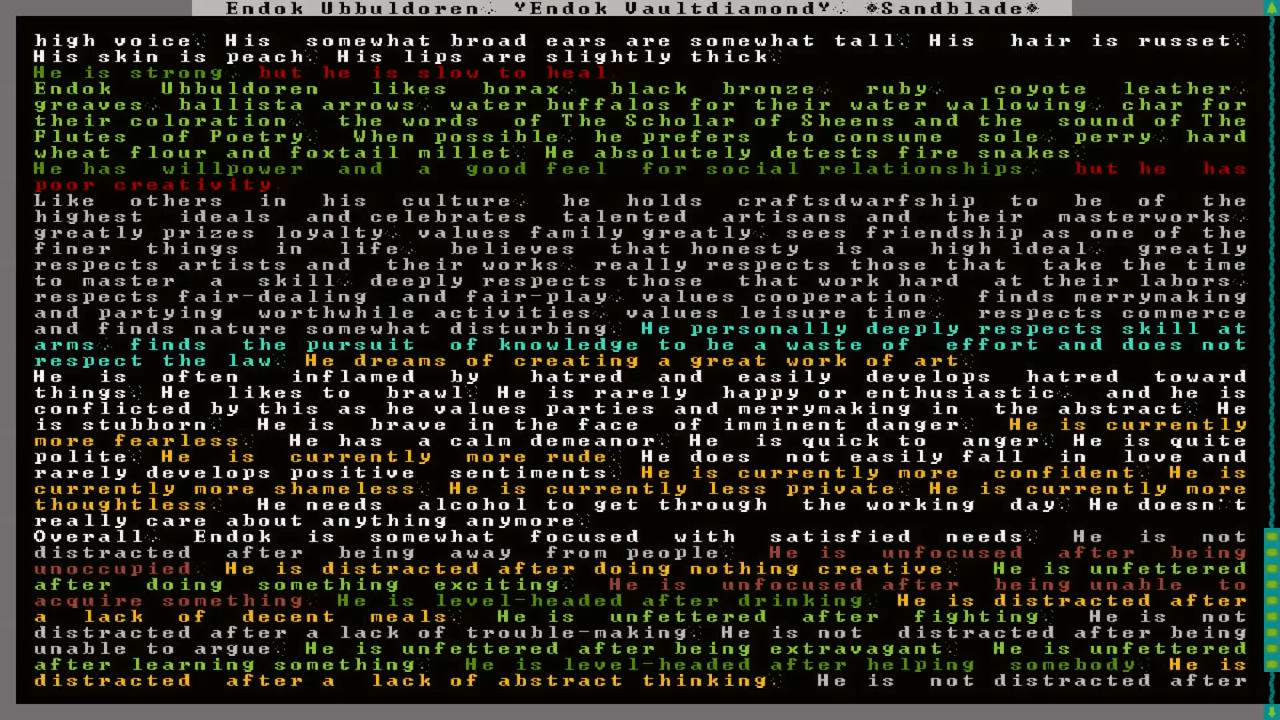 Endok Ubbuldoren, "Endok Vaultdiamond", *Sandblade*
high voice. His somewhat broad ears are somewhat tall. His hair is russet.
His skin is peach. His lips are slightly thick.
He is strong, but he is slow to heal.
Endok Ubbuldoren likes borax, black bronze, ruby, coyote leather,
greaves, ballista arrows, water buffalos for their water wallowing, char for
their coloration, the words of The Scholar of Sheens and the sound of The
Flutes of Poetry. When possible, he prefers to consume sole, perry, hard
wheat flour and foxtail millet. He absolutely detests fire snakes.
He has willpower and a good feel for social relationships, but he has
poor creativity.
Like others in his culture, he holds craftsdwarfship to be of the
highest ideals and celebrates talented artisans and their masterworks,
greatly prizes loyalty, values family greatly, sees friendship as one of the
finer things in life, believes that honesty is a high ideal, greatly
respects artists and their works, really respects those that take the time
to master a skill, deeply respects those that work hard at their labors,
respects fair-dealing and fair-play, values cooperation, finds merrymaking
and partying worthwhile activities, values leisure time, respects commerce
and finds nature somewhat disturbing. He personally deeply respects skill at
arms, finds the pursuit of knowledge to be a waste of effort and does not
respect the law. He dreams of creating a great work of art.
He is often inflamed by hatred and easily develops hatred toward
things. He likes to brawl. He is rarely happy or enthusiastic, and he is
conflicted by this as he values parties and merrymaking in the abstract. He
is stubborn. He is brave in the face of imminent danger. He is currently
more fearless. He has a calm demeanor. He is quick to anger. He is quite
polite. He is currently more rude. He does not easily fall in love and
rarely develops positive sentiments. He is currently more confident. He is
currently more shameless. He is currently less private. He is currently more
thoughtless. He needs alcohol to get through the working day. He doesn't
really care about anything anymore.
Overall, Endok is somewhat focused with satisfied needs. He is not
distracted after being away from people. He is unfocused after being
unoccupied. He is distracted after doing nothing creative. He is unfettered
after doing something exciting. He is unfocused after being unable to
acquire something. He is level-headed after drinking. He is distracted after
a lack of decent meals. He is unfettered after fighting. He is not
distracted after a lack of trouble-making. He is not distracted after being
unable to argue. He is unfettered after being extravagant. He is unfettered
after learning something. He is level-headed after helping somebody. He is
distracted after a lack of abstract thinking. He is not distracted after